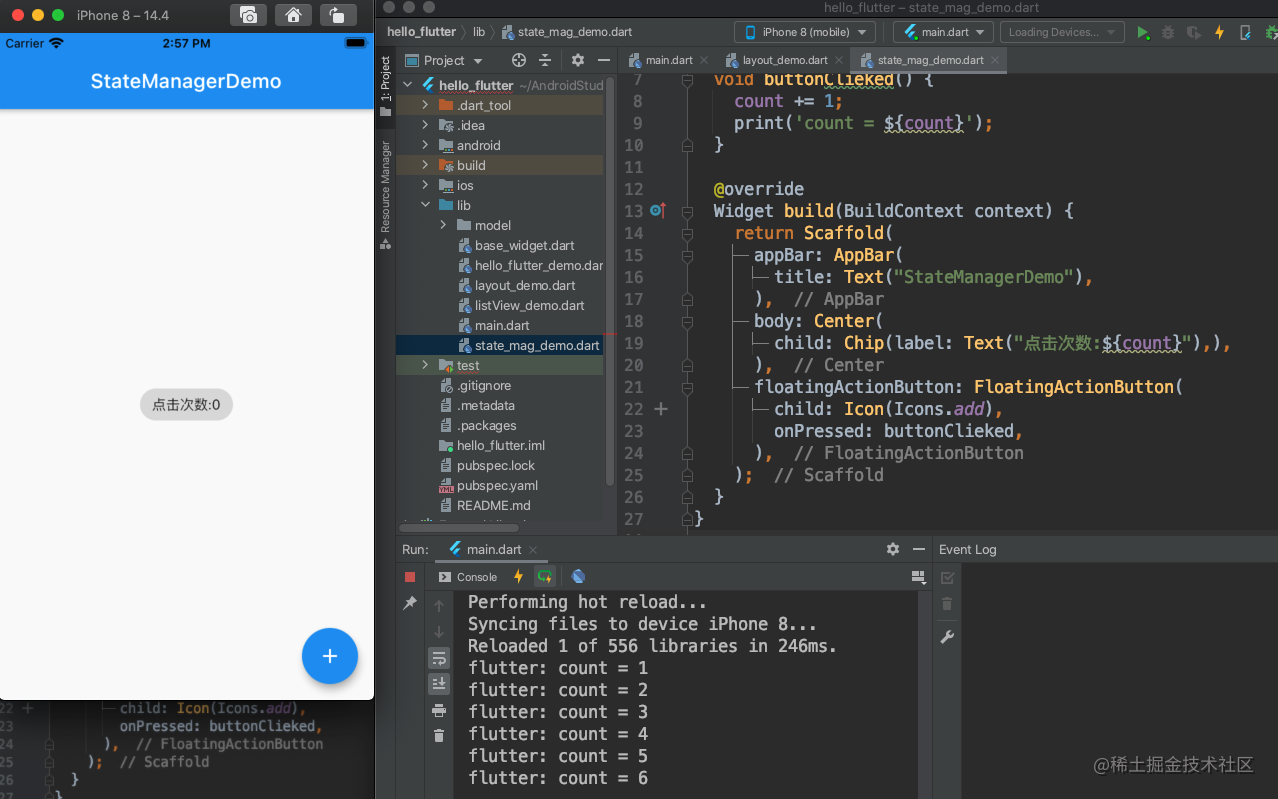 iPhone 8 – 14.4
Carrier
2:57 PM
StateManagerDemo
点击次数:0
+
22
child: Icon(Icons.add),
23
onPressed: buttonClieked,
24
), // FloatingActionButton
25
); // Scaffold
26
}
27
}
hello_flutter – state_mag_demo.dart
hello_flutter
lib
state_mag_demo.dart
iPhone 8 (mobile)
main.dart
Loading Devices...
1: Project
Resource Manager
Project
hello_flutter ~/AndroidStud
.dart_tool
.idea
android
build
ios
lib
model
base_widget.dart
hello_flutter_demo.dar
layout_demo.dart
listView_demo.dart
main.dart
state_mag_demo.dart
test
.gitignore
.metadata
.packages
hello_flutter.iml
pubspec.lock
pubspec.yaml
README.md
main.dart
layout_demo.dart
state_mag_demo.dart
7 void buttonClieked() {
8 count += 1;
9 print('count = ${count}');
10 }
11
12 @override
13 Widget build(BuildContext context) {
14 return Scaffold(
15 appBar: AppBar(
16 title: Text("StateManagerDemo"),
17 ), // AppBar
18 body: Center(
19 child: Chip(label: Text("点击次数:${count}"),),
20 ), // Center
21 floatingActionButton: FloatingActionButton(
22 child: Icon(Icons.add),
23 onPressed: buttonClieked,
24 ), // FloatingActionButton
25 ); // Scaffold
26 }
27 }
Run:
main.dart
Console
Performing hot reload...
Syncing files to device iPhone 8...
Reloaded 1 of 556 libraries in 246ms.
flutter: count = 1
flutter: count = 2
flutter: count = 3
flutter: count = 4
flutter: count = 5
flutter: count = 6
Event Log
@稀土掘金技术社区